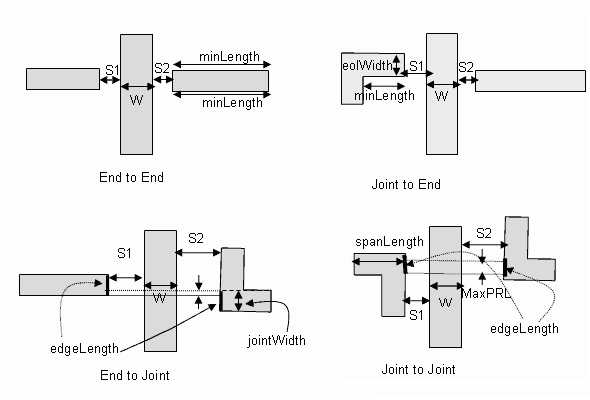 minLength
S1
S2
W
minLength
End to End
eolWidth
S1
S2
minLength
W
Joint to End
S1
S2
W
edgeLength
jointWidth
End to Joint
spanLength
S2
W
MaxPRL
S1
edgeLength
Joint to Joint